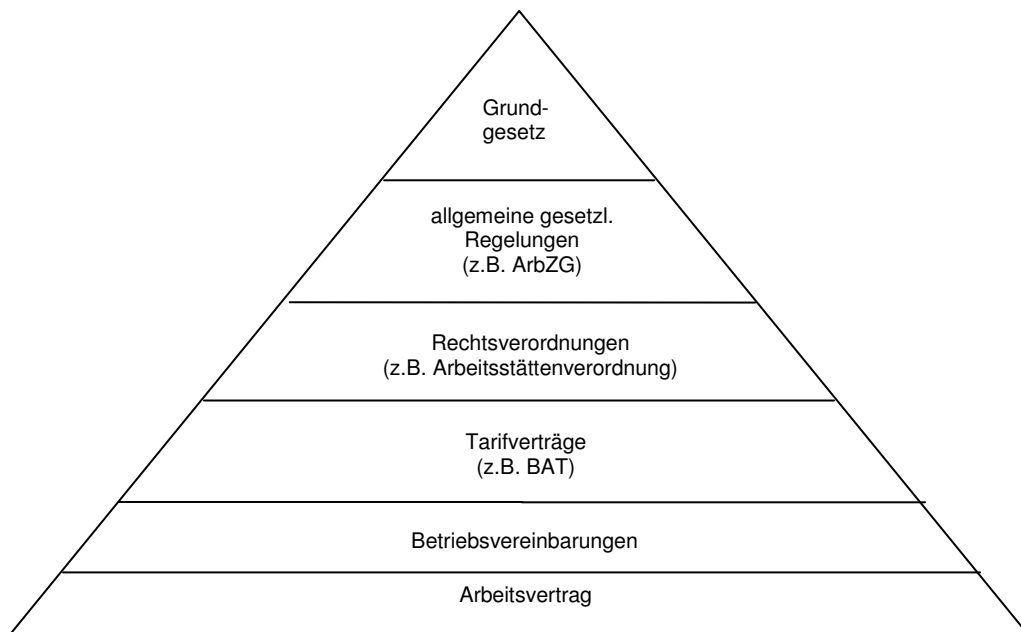 Grund-
gesetz
allgemeine gesetzl.
Regelungen
(z.B. ArbZG)
Rechtsverordnungen
(z.B. Arbeitsstättenverordnung)
Tarifverträge
(z.B. BAT)
Betriebsvereinbarungen
Arbeitsvertrag